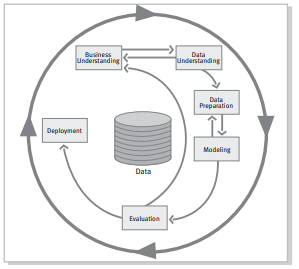 Business
Understanding
Data
Understanding
Data
Preparation
Modeling
Deployment
Data
Evaluation